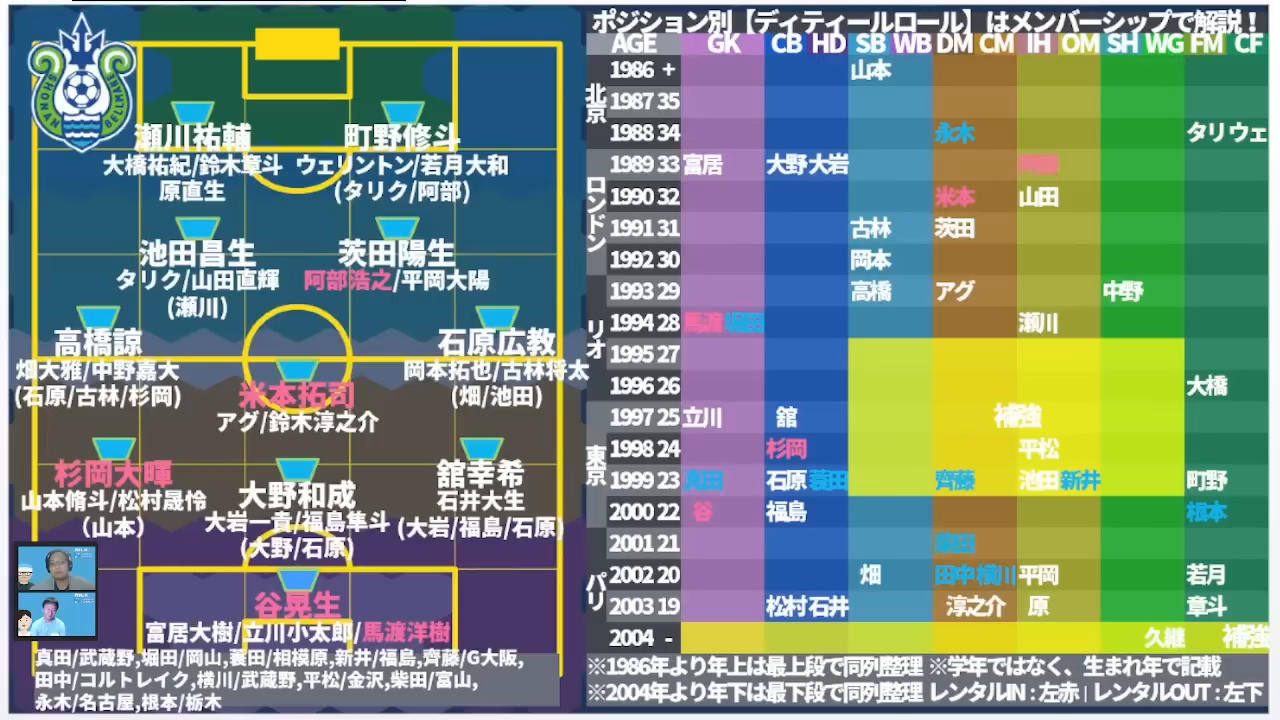 SHONAN BELLMARE
瀬川祐輔 町野修斗
大橋祐紀/鈴木章斗 ウェリントン/若月大和
原直生 (タリク/阿部)
池田昌生 茨田陽生
タリク/山田直輝 阿部浩之/平岡大陽
(瀬川)
高橋諒 石原広教
畑大雅/中野嘉大 岡本拓也/古林将太
(石原/古林/杉岡) (畑/池田)
米本拓司
アグ/鈴木淳之介
杉岡大暉 大野和成 舘幸希
山本脩斗/松村晟怜 大岩一貴/福島隼斗 石井大生
(山本) (大野/石原) (大岩/福島/石原)
谷晃生
富居大樹/立川小太郎/馬渡洋樹
真田/武蔵野,堀田/岡山,蓑田/相模原,新井/福島,齊藤/G大阪,
田中/コルトレイク,横川/武蔵野,平松/金沢,柴田/富山,
永木/名古屋,根本/栃木
ポジション別【ディティールロール】はメンバーシップで解説！
AGE GK CB HD SB WB DM CM IH OM SH WG FM CF
北京
ロンドン
リオ
東京
パリ
1986 + 山本
1987 35
1988 34 永木 タリ ウェ
1989 33 富居 大野 大岩 阿部
1990 32 米本 山田
1991 31 古林 茨田
1992 30 岡本
1993 29 高橋 アグ 中野
1994 28 馬渡 堀田 瀬川
1995 27
1996 26 大橋
1997 25 立川 舘 補強
1998 24 杉岡 平松
1999 23 真田 石原 蓑田 齊藤 池田 新井 町野
2000 22 谷 福島 根本
2001 21 柴田
2002 20 畑 田中 横川 平岡 若月
2003 19 松村 石井 淳之介 原 章斗
2004 - 久継 補強
※1986年より年上は最上段で同列整理 ※学年ではなく、生まれ年で記載
※2004年より年下は最下段で同列整理 レンタルIN : 左赤 | レンタルOUT : 左下